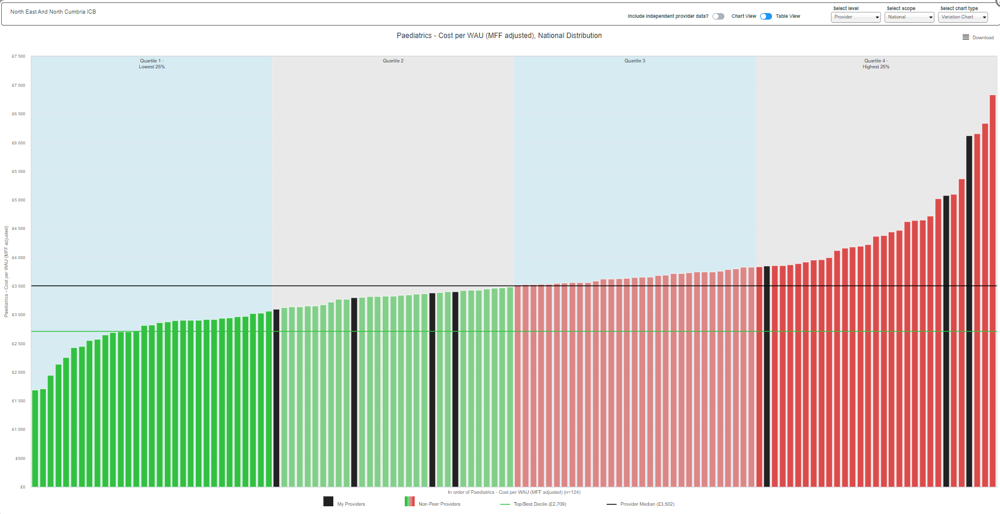 North East And North Cumbria ICB
Include independent provider data?
Chart View
Table View
Select level
Provider
Select scope
National
Select chart type
Variation Chart
Paediatrics - Cost per WAU (MFF adjusted), National Distribution
Download
Quartile 1 -
Lowest 25%
Quartile 2
Quartile 3
Quartile 4 -
Highest 25%
£7 500
£7 000
£6 500
£6 000
£5 500
£5 000
£4 500
£4 000
£3 500
£3 000
£2 500
£2 000
£1 500
£1 000
£500
£0
Paediatrics - Cost per WAU (MFF adjusted)
In order of Paediatrics - Cost per WAU (MFF adjusted) (n=124)
My Providers
Non-Peer Providers
Top/Best Decile (£2,709)
Provider Median (£3,502)